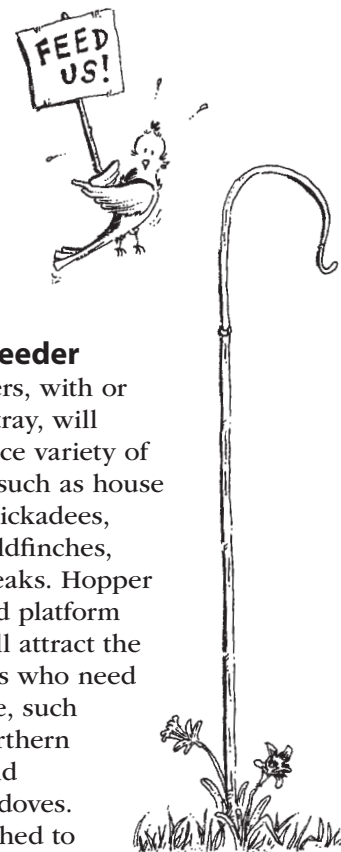 FEED
US!
eeder
ers, with or
tray, will
ice variety of
such as house
ickadees,
ldfinches,
eaks. Hopper
d platform
ll attract the
s who need
e, such
rthern
d
doves.
hed to